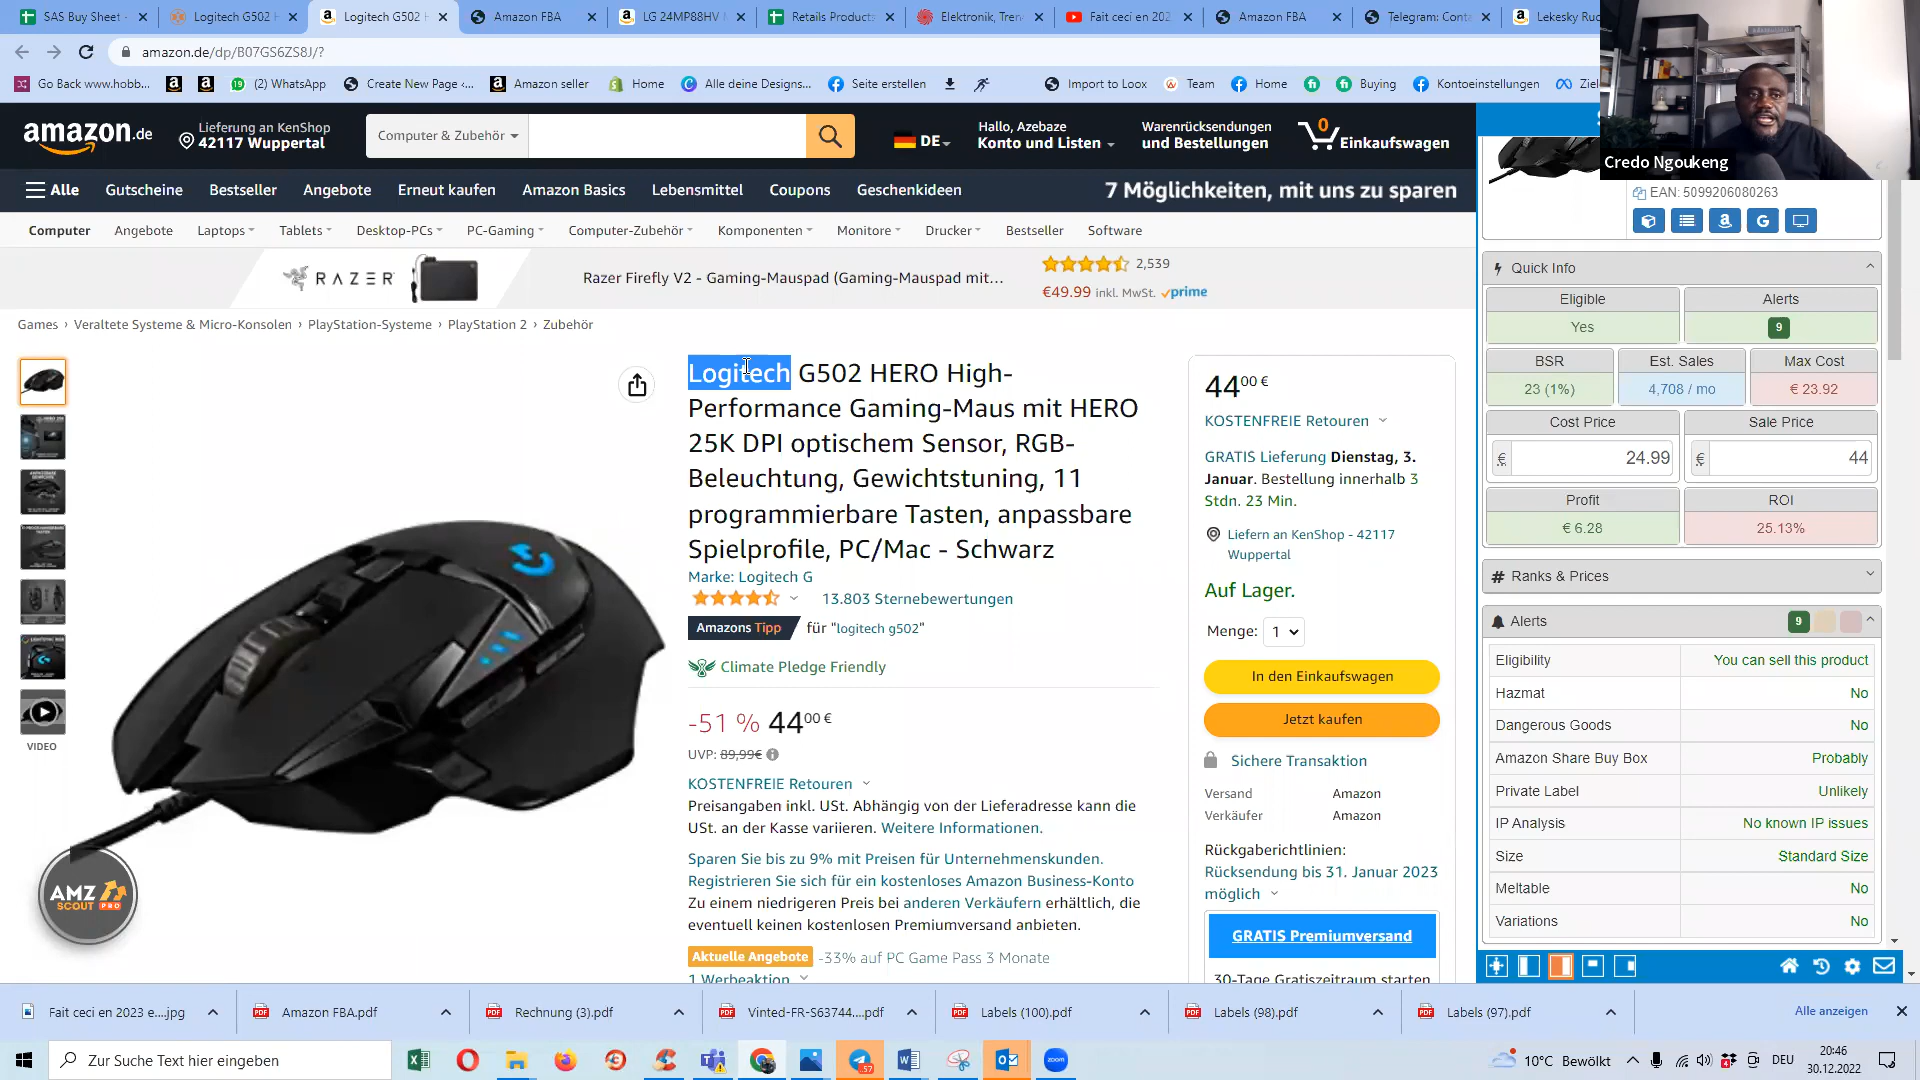 SAS Buy Sheet -
Logitech G502 H
Logitech G502 H
Amazon FBA
LG 24MP88HV
Retails Products
Elektronik, Tren
Fait ceci en 202
Amazon FBA
Telegram: Conta
Lekesky Ruc
amazon.de/dp/B07GS6ZS8J/?
Go Back www.hobb...
(2) WhatsApp
Create New Page ‹...
Amazon seller
Home
Alle deine Designs...
Seite erstellen
Import to Loox
Team
Home
Buying
Kontoeinstellungen
Ziel
Credo Ngoukeng
amazon.de
Lieferung an KenShop
42117 Wuppertal
Computer & Zubehör
DE
Hallo, Azebaze
Konto und Listen
Warenrücksendungen
und Bestellungen
0
Einkaufswagen
Alle
Gutscheine
Bestseller
Angebote
Erneut kaufen
Amazon Basics
Lebensmittel
Coupons
Geschenkideen
7 Möglichkeiten, mit uns zu sparen
Computer
Angebote
Laptops
Tablets
Desktop-PCs
PC-Gaming
Computer-Zubehör
Komponenten
Monitore
Drucker
Bestseller
Software
RAZER
Razer Firefly V2 - Gaming-Mauspad (Gaming-Mauspad mit...
2,539
€49.99 inkl. MwSt. prime
Games › Veraltete Systeme & Micro-Konsolen › PlayStation-Systeme › PlayStation 2 › Zubehör
VIDEO
AMZ
SCOUT PRO
Logitech G502 HERO High-
Performance Gaming-Maus mit HERO
25K DPI optischem Sensor, RGB-
Beleuchtung, Gewichtstuning, 11
programmierbare Tasten, anpassbare
Spielprofile, PC/Mac - Schwarz
Marke: Logitech G
13.803 Sternebewertungen
Amazons Tipp für "logitech g502"
Climate Pledge Friendly
-51 % 44 00 €
UVP: 89,99€
KOSTENFREIE Retouren
Preisangaben inkl. USt. Abhängig von der Lieferadresse kann die
USt. an der Kasse variieren. Weitere Informationen.
Sparen Sie bis zu 9% mit Preisen für Unternehmenskunden.
Registrieren Sie sich für ein kostenloses Amazon Business-Konto
Zu einem niedrigeren Preis bei anderen Verkäufern erhältlich, die
eventuell keinen kostenlosen Premiumversand anbieten.
Aktuelle Angebote -33% auf PC Game Pass 3 Monate
1 Werbeaktion
44 00 €
KOSTENFREIE Retouren
GRATIS Lieferung Dienstag, 3.
Januar. Bestellung innerhalb 3
Stdn. 23 Min.
Liefern an KenShop - 42117
Wuppertal
Auf Lager.
Menge: 1
In den Einkaufswagen
Jetzt kaufen
Sichere Transaktion
Versand Amazon
Verkäufer Amazon
Rückgaberichtlinien:
Rücksendung bis 31. Januar 2023
möglich
GRATIS Premiumversand
30-Tage Gratiszeitraum starten
EAN: 5099206080263
Quick Info
Eligible
Alerts
Yes
9
BSR
Est. Sales
Max Cost
23 (1%)
4,708 / mo
€ 23.92
Cost Price
Sale Price
€ 24.99
€ 44
Profit
ROI
€ 6.28
25.13%
# Ranks & Prices
Alerts 9
Eligibility You can sell this product
Hazmat No
Dangerous Goods No
Amazon Share Buy Box Probably
Private Label Unlikely
IP Analysis No known IP issues
Size Standard Size
Meltable No
Variations No
Fait ceci en 2023 e....jpg
Amazon FBA.pdf
Rechnung (3).pdf
Vinted-FR-S63744....pdf
Labels (100).pdf
Labels (98).pdf
Labels (97).pdf
Alle anzeigen
Zur Suche Text hier eingeben
10°C Bewölkt
DEU
20:46
30.12.2022